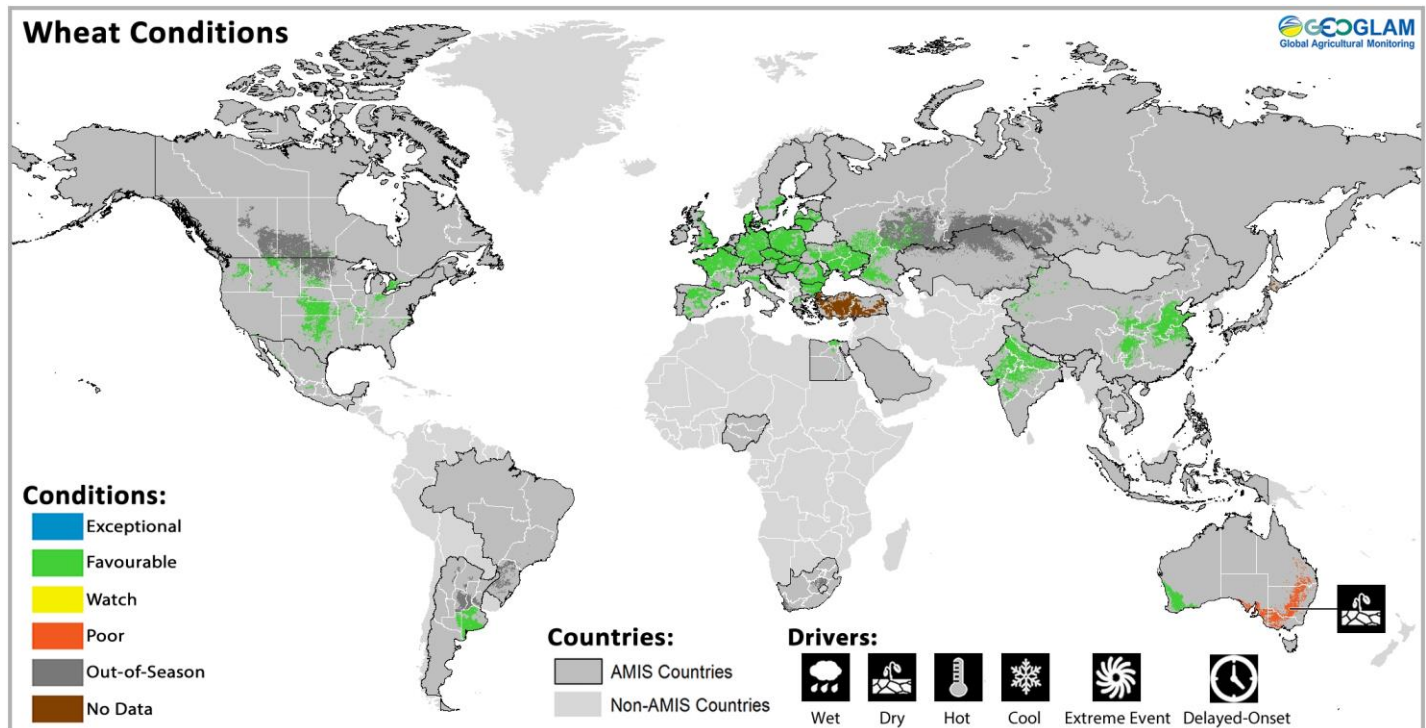 Wheat Conditions
GEOGLAM
Global Agricultural Monitoring
Conditions:
Exceptional
Favourable
Watch
Poor
Out-of-Season
No Data
Countries:
AMIS Countries
Non-AMIS Countries
Drivers:
Wet
Dry
Hot
Cool
Extreme Event
Delayed-Onset